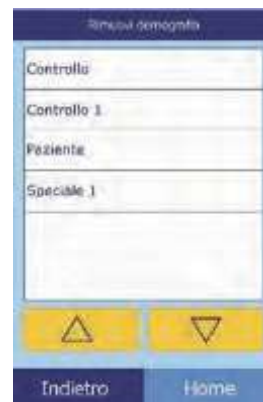 Rimuovi demografia
Controllo
Controllo 1
Paziente
Speciale 1
Indietro
Home